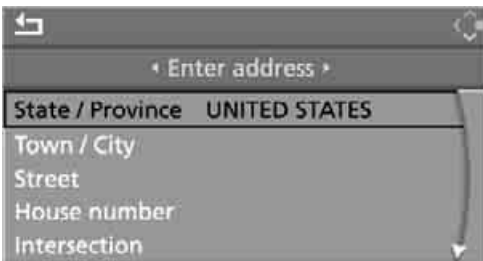 Enter address
State / Province UNITED STATES
Town / City
Street
House number
Intersection